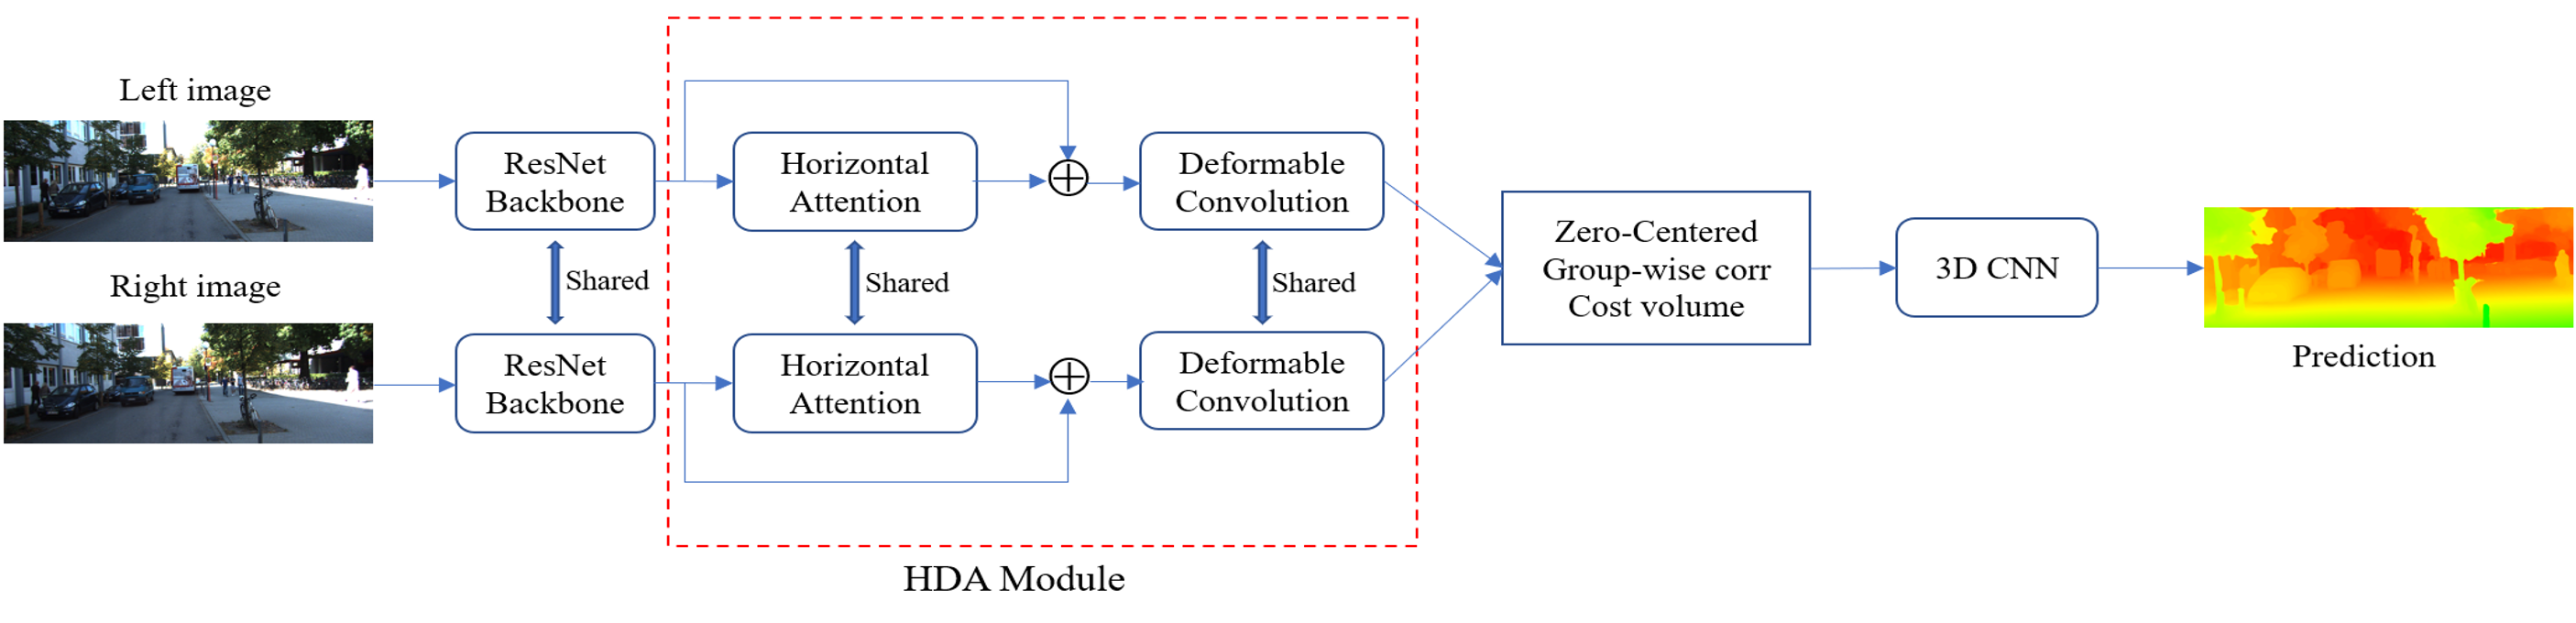 Left image
ResNet
Backbone
Horizontal
Attention
Deformable
Convolution
Shared
Shared
Shared
Right image
ResNet
Backbone
Horizontal
Attention
Deformable
Convolution
Zero-Centered
Group-wise corr
Cost volume
3D CNN
Prediction
HDA Module